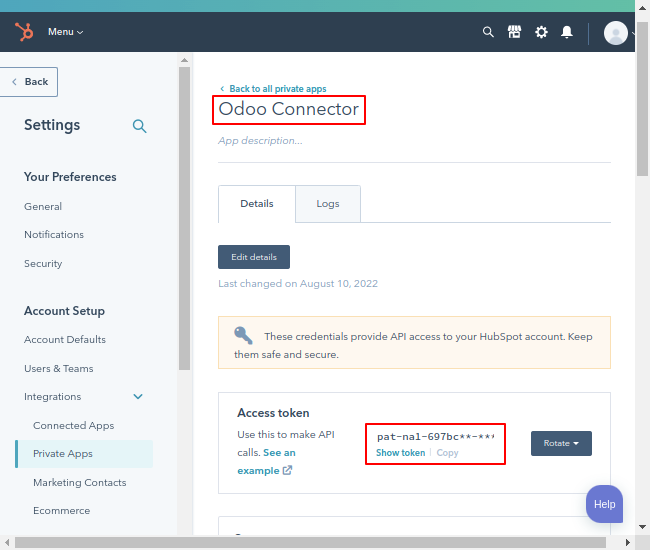 Menu
Back
Settings
Your Preferences
General
Notifications
Security
Account Setup
Account Defaults
Users & Teams
Integrations
Connected Apps
Private Apps
Marketing Contacts
Ecommerce
Back to all private apps
Odoo Connector
App description...
Details
Logs
Edit details
Last changed on August 10, 2022
These credentials provide API access to your HubSpot account. Keep
them safe and secure.
Access token
Use this to make API
calls. See an
example
pat-na1-697bc**-***
Show token
Copy
Rotate
Help